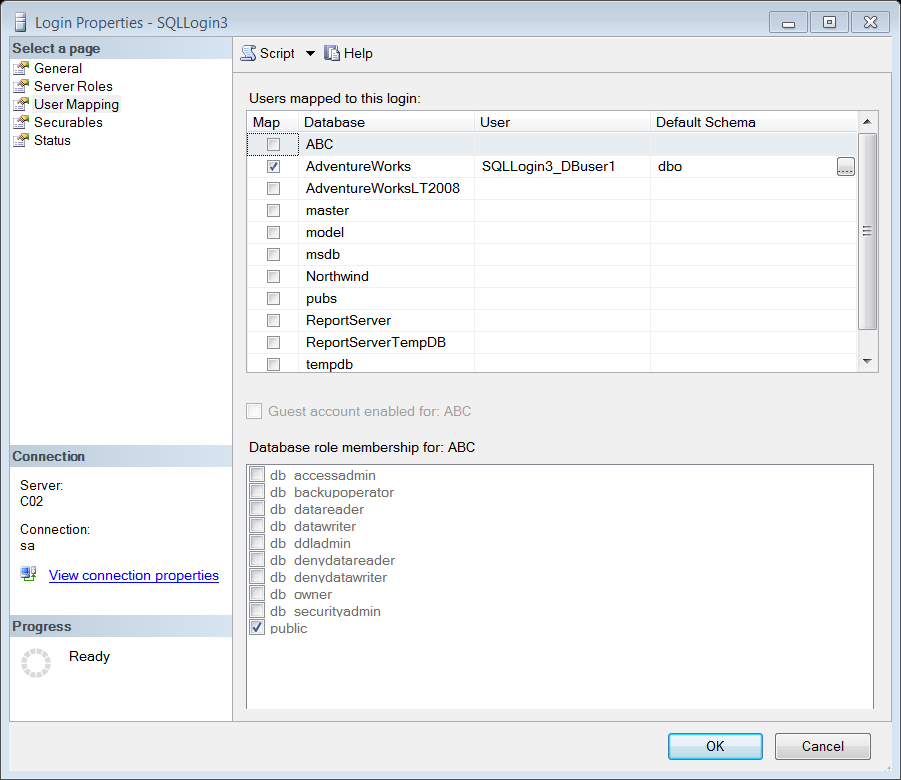 Login Properties - SQLLogin3
Select a page
General
Server Roles
User Mapping
Securables
Status
Script Help
Users mapped to this login:
Map Database User Default Schema
ABC
AdventureWorks SQLLogin3_DBuser1 dbo ....
AdventureWorksLT2008
master
model
msdb
Northwind
pubs
ReportServer
ReportServerTempDB
tempdb
Guest account enabled for: ABC
Database role membership for: ABC
db_accessadmin
db_backupoperator
db_datareader
db_datawriter
db_ddladmin
db_denydatareader
db_denydatawriter
db_owner
db_securityadmin
public
Connection
Server:
C02
Connection:
sa
View connection properties
Progress
Ready
OK Cancel